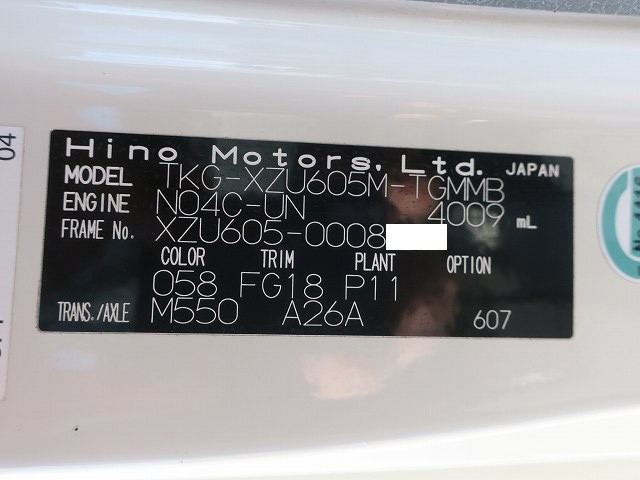 Hino Motors, Ltd. JAPAN
MODEL TKG-XZU605M-TGMMB
ENGINE N04C-UN 4009 mL
FRAME No. XZU605-0008
COLOR TRIM PLANT OPTION
058 FG18 P11
TRANS./AXLE M550 A26A 607
04